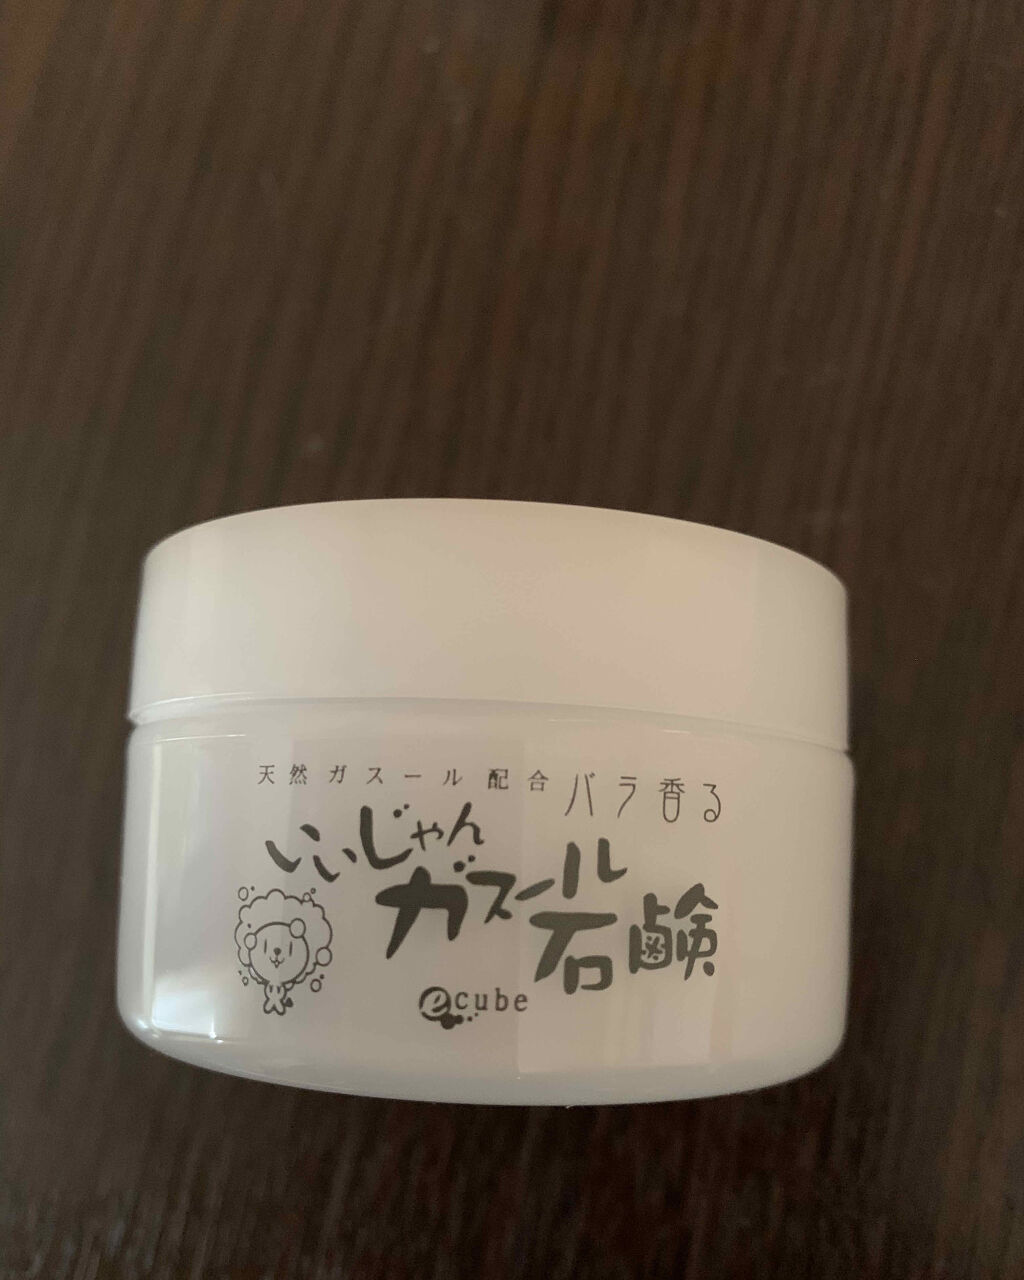 天然ガスール配合 バラ香る
いいじゃん
ガスール石鹸
ecube